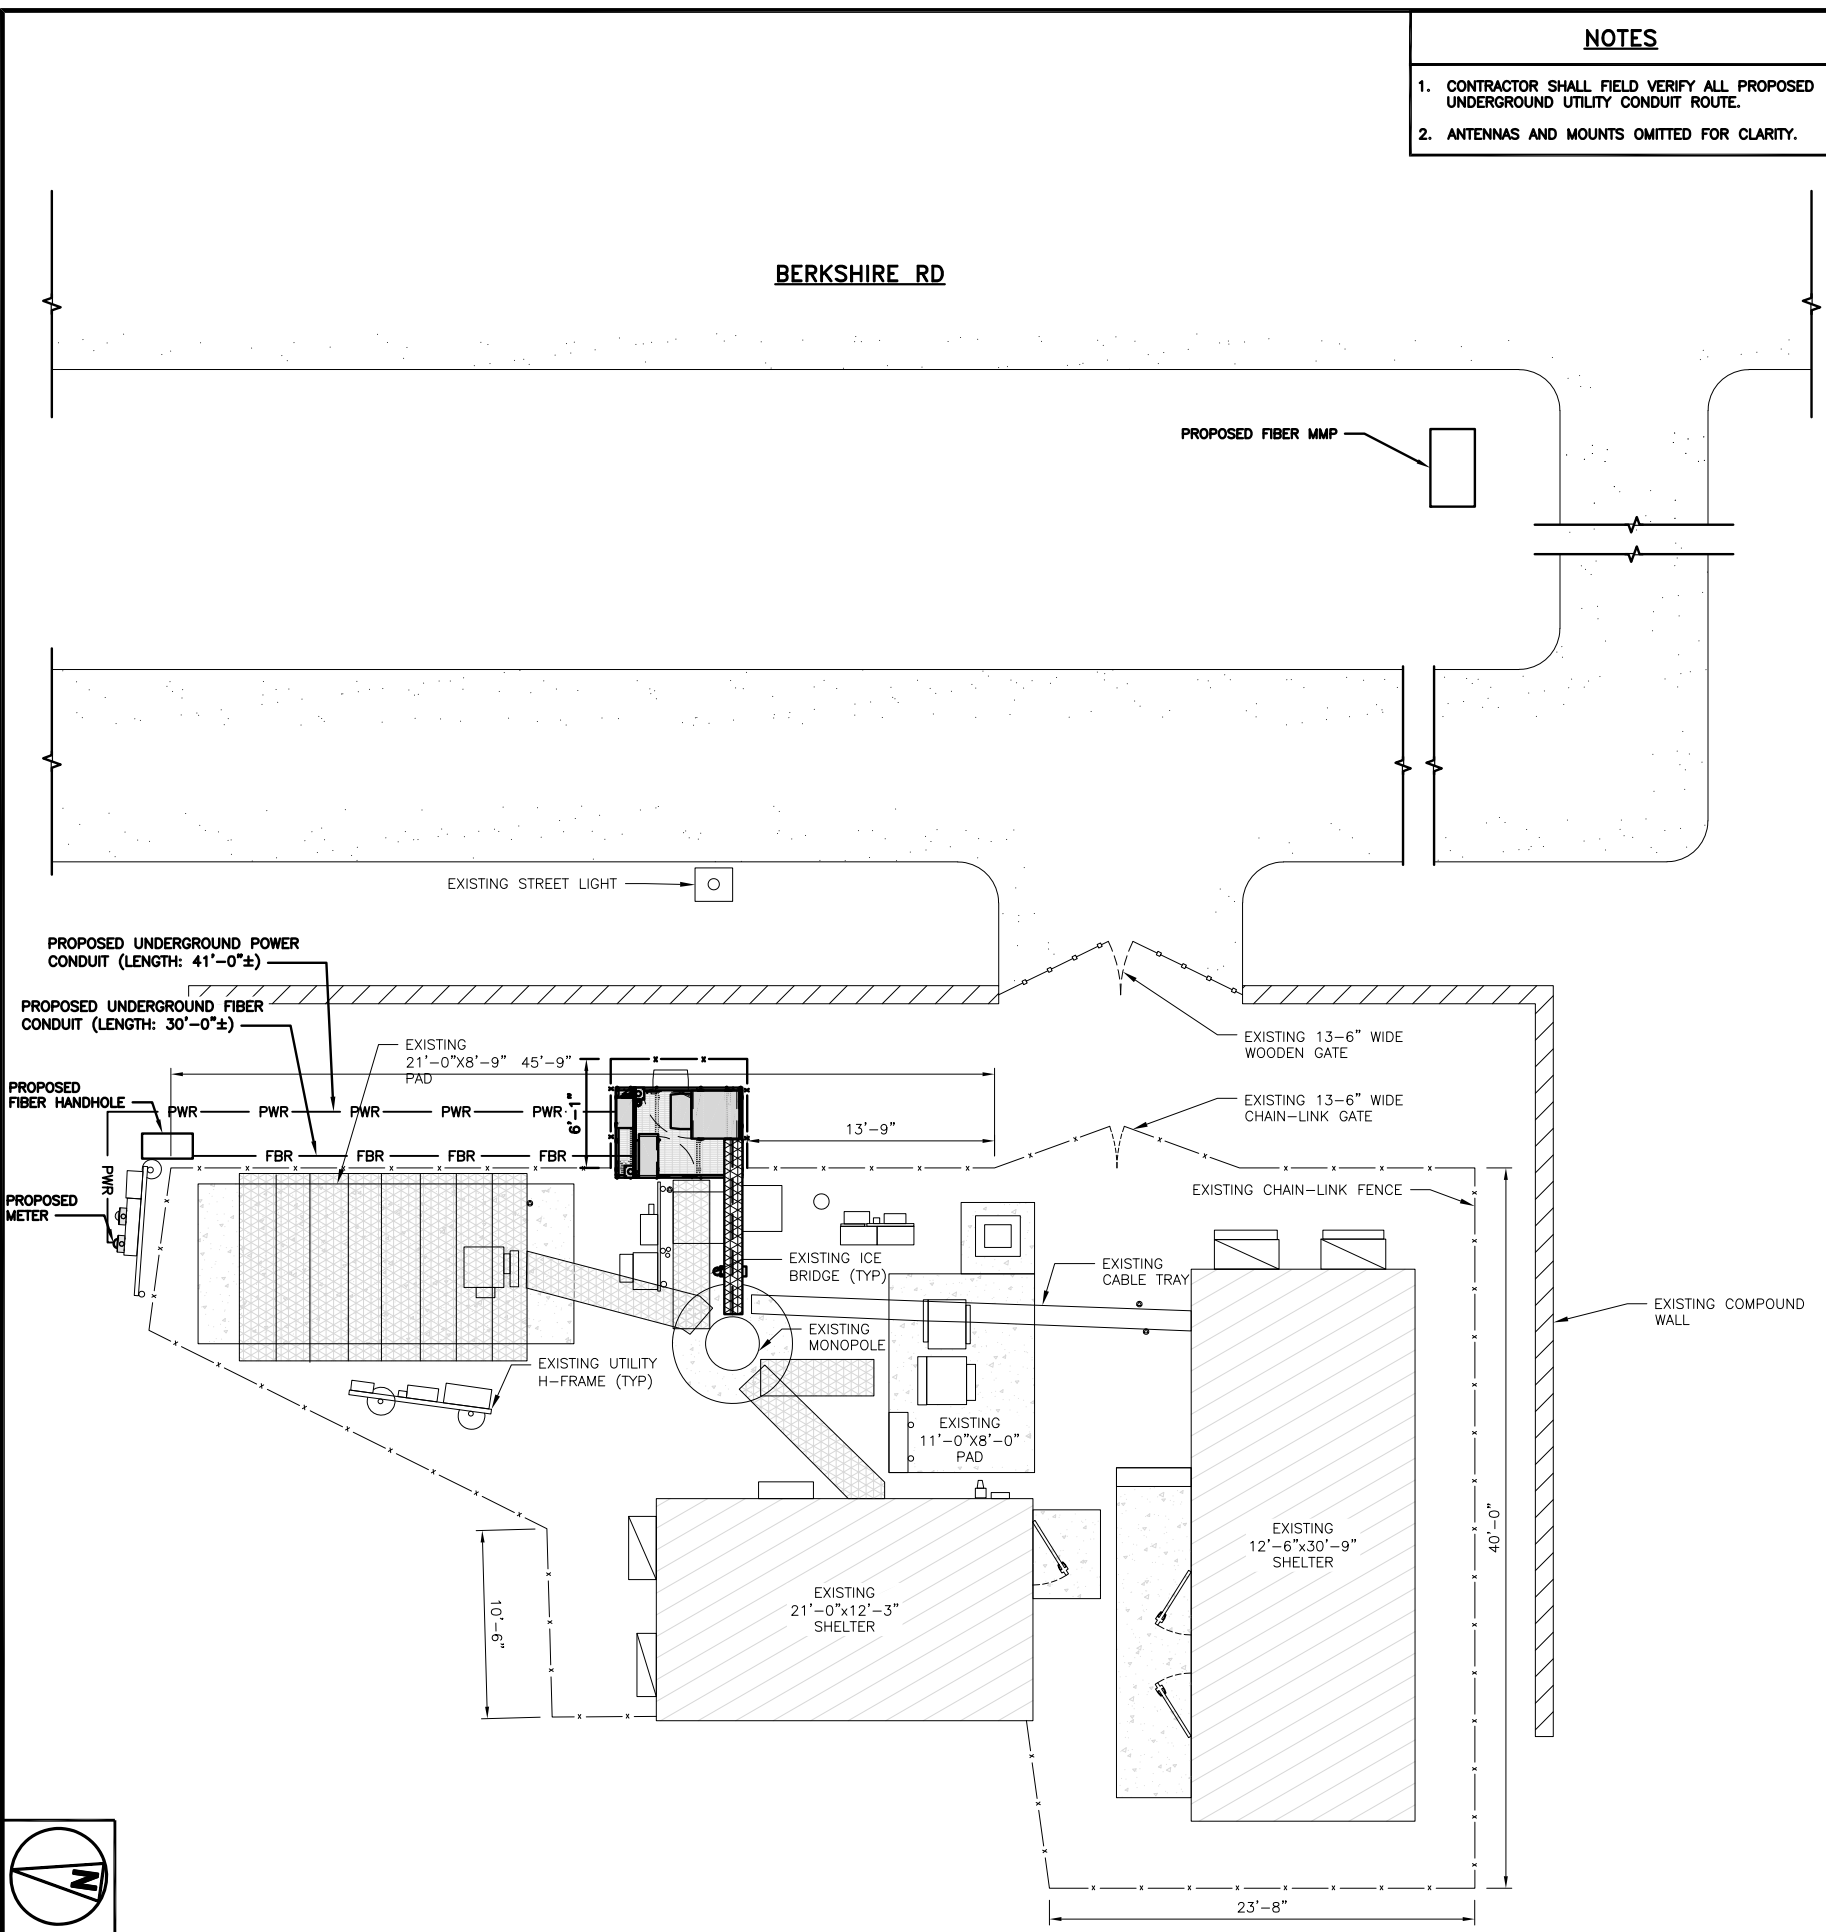 NOTES
1. CONTRACTOR SHALL FIELD VERIFY ALL PROPOSED
UNDERGROUND UTILITY CONDUIT ROUTE.
2. ANTENNAS AND MOUNTS OMITTED FOR CLARITY.
BERKSHIRE RD
PROPOSED FIBER MMP
EXISTING STREET LIGHT
PROPOSED UNDERGROUND POWER
CONDUIT (LENGTH: 41'-0"±)
PROPOSED UNDERGROUND FIBER
CONDUIT (LENGTH: 30'-0"±)
EXISTING
21'-0"X8'-9"
PAD
45'-9"
EXISTING 13-6" WIDE
WOODEN GATE
PROPOSED
FIBER HANDHOLE
PWR PWR PWR PWR PWR
6'-1"
13'-9"
EXISTING 13-6" WIDE
CHAIN-LINK GATE
FBR FBR FBR FBR
PWR
PROPOSED
METER
EXISTING CHAIN-LINK FENCE
EXISTING ICE
BRIDGE (TYP)
EXISTING
CABLE TRAY
EXISTING COMPOUND
WALL
EXISTING
MONOPOLE
EXISTING UTILITY
H-FRAME (TYP)
EXISTING
11'-0"X8'-0"
PAD
40'-0"
EXISTING
12'-6"x30'-9"
SHELTER
EXISTING
21'-0"x12'-3"
SHELTER
10'-6"
N
23'-8"